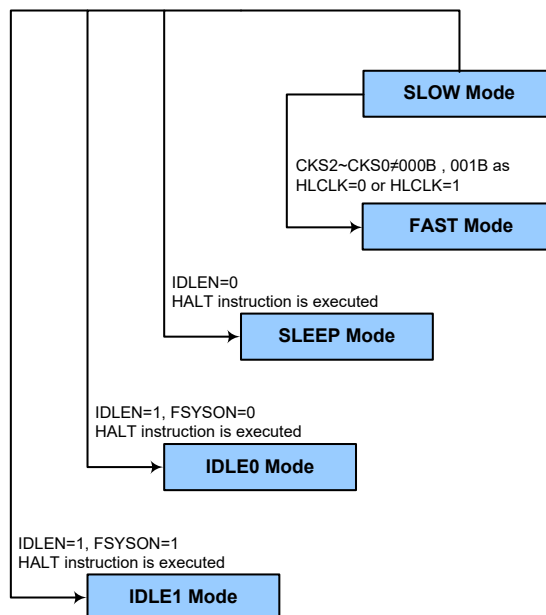 SLOW Mode
CKS2~CKS0≠000B , 001B as
HLCLK=0 or HLCLK=1
FAST Mode
IDLEN=0
HALT instruction is executed
SLEEP Mode
IDLEN=1, FSYSON=0
HALT instruction is executed
IDLE0 Mode
IDLEN=1, FSYSON=1
HALT instruction is executed
IDLE1 Mode